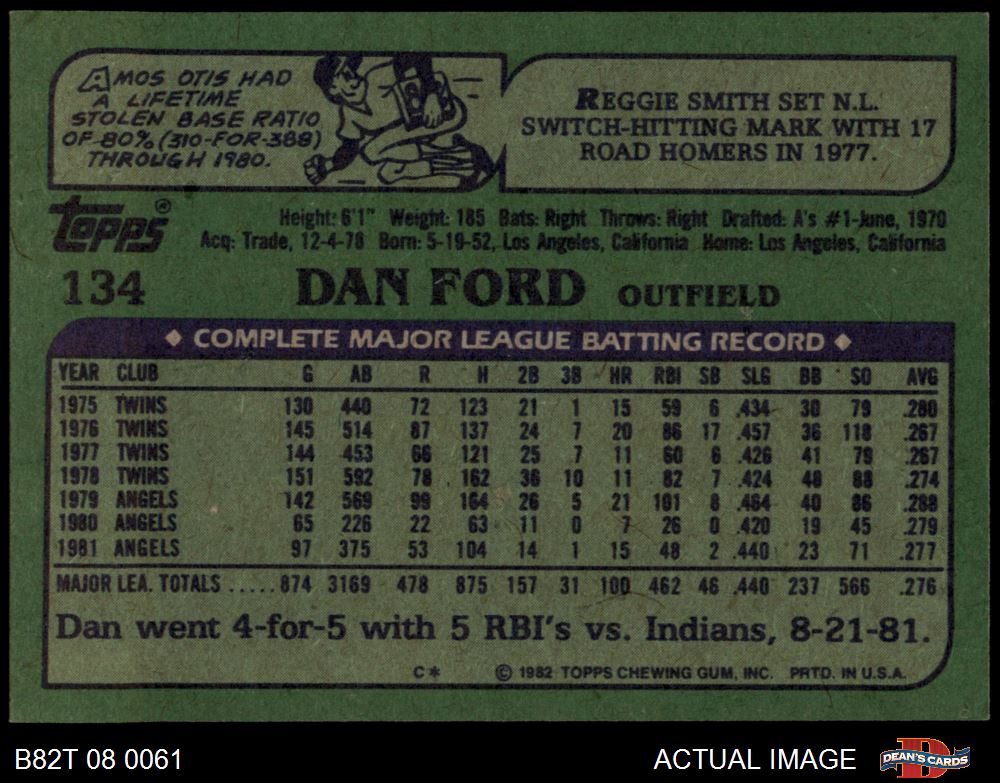 AMOS OTIS HAD
A LIFETIME
STOLEN BASE RATIO
OF 80% (310-FOR-388)
THROUGH 1980.
REGGIE SMITH SET N.L.
SWITCH-HITTING MARK WITH 17
ROAD HOMERS IN 1977.
Topps®
Height: 6'1" Weight: 185 Bats: Right Throws: Right Drafted: A's #1-June, 1970
Acq: Trade, 12-4-78 Born: 5-19-52, Los Angeles, California Home: Los Angeles, California
134 DAN FORD OUTFIELD
◆ COMPLETE MAJOR LEAGUE BATTING RECORD ◆
YEAR CLUB G AB R H 2B 3B HR RBI SB SLG BB SO AVG
1975 TWINS 130 440 72 123 21 1 15 59 6 .434 30 79 .280
1976 TWINS 145 514 87 137 24 7 20 86 17 .457 36 118 .267
1977 TWINS 144 453 66 121 25 7 11 60 6 .426 41 79 .267
1978 TWINS 151 592 78 162 36 10 11 82 7 .424 48 88 .274
1979 ANGELS 142 569 99 164 26 5 21 101 8 .464 40 86 .288
1980 ANGELS 65 226 22 63 11 0 7 26 0 .420 19 45 .279
1981 ANGELS 97 375 53 104 14 1 15 48 2 .440 23 71 .277
MAJOR LEA. TOTALS .....874 3169 478 875 157 31 100 462 46 .440 237 566 .276
Dan went 4-for-5 with 5 RBI's vs. Indians, 8-21-81.
C* © 1982 TOPPS CHEWING GUM, INC. PRTD. IN U.S.A.
B82T 08 0061 ACTUAL IMAGE DEAN'S CARDS